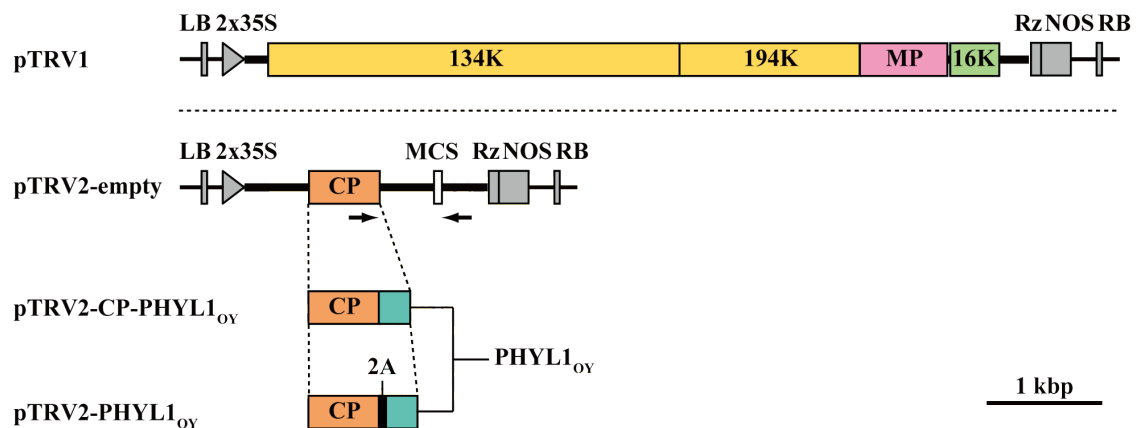 LB 2x35S Rz NOS RB
pTRV1 134K 194K MP 16K
LB 2x35S MCS Rz NOS RB
pTRV2-empty CP
pTRV2-CP-PHYL1OY CP
PHYL1OY
2A
pTRV2-PHYL1OY CP
1 kbp